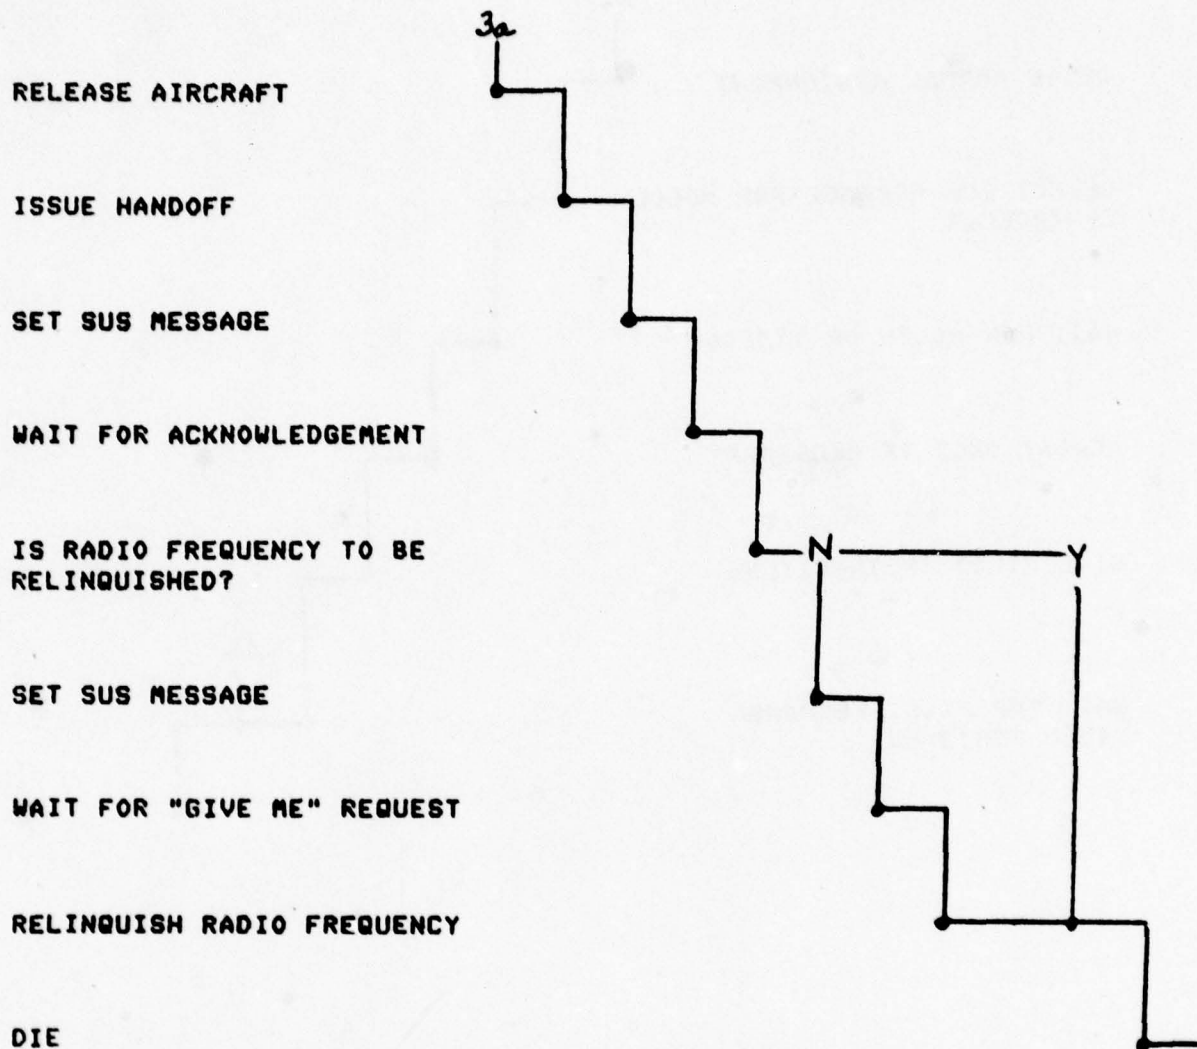 3a
RELEASE AIRCRAFT
ISSUE HANDOFF
SET SUS MESSAGE
WAIT FOR ACKNOWLEDGEMENT
IS RADIO FREQUENCY TO BE
RELINQUISHED?
N
Y
SET SUS MESSAGE
WAIT FOR "GIVE ME" REQUEST
RELINQUISH RADIO FREQUENCY
DIE